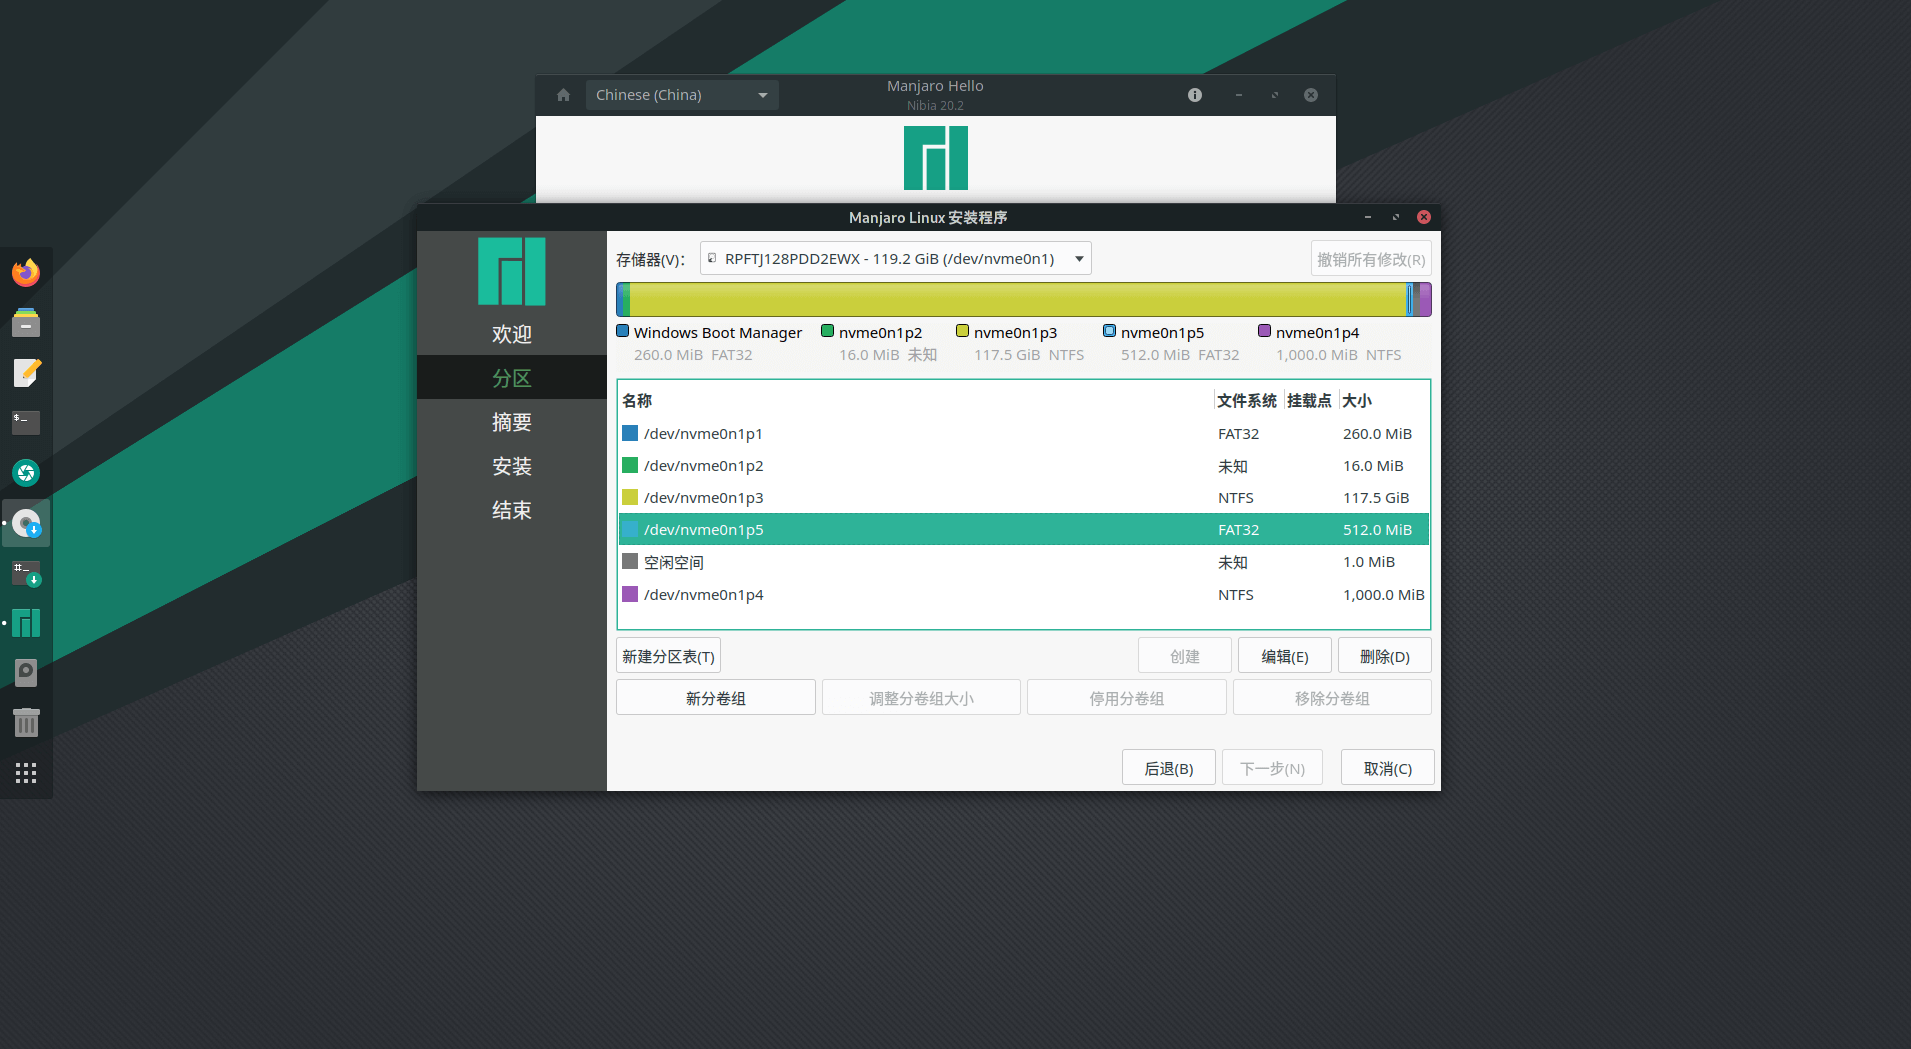 Chinese (China)
Manjaro Hello
Nibia 20.2
Manjaro Linux 安装程序
欢迎
分区
摘要
安装
结束
存储器(V)：
RPFTJ128PDD2EWX - 119.2 GiB (/dev/nvme0n1)
撤销所有修改(R)
Windows Boot Manager
260.0 MiB FAT32
nvme0n1p2
16.0 MiB 未知
nvme0n1p3
117.5 GiB NTFS
nvme0n1p5
512.0 MiB FAT32
nvme0n1p4
1,000.0 MiB NTFS
名称 文件系统 挂载点 大小
/dev/nvme0n1p1 FAT32 260.0 MiB
/dev/nvme0n1p2 未知 16.0 MiB
/dev/nvme0n1p3 NTFS 117.5 GiB
/dev/nvme0n1p5 FAT32 512.0 MiB
空闲空间 未知 1.0 MiB
/dev/nvme0n1p4 NTFS 1,000.0 MiB
新建分区表(T) 创建 编辑(E) 删除(D)
新分卷组 调整分卷组大小 停用分卷组 移除分卷组
后退(B) 下一步(N) 取消(C)